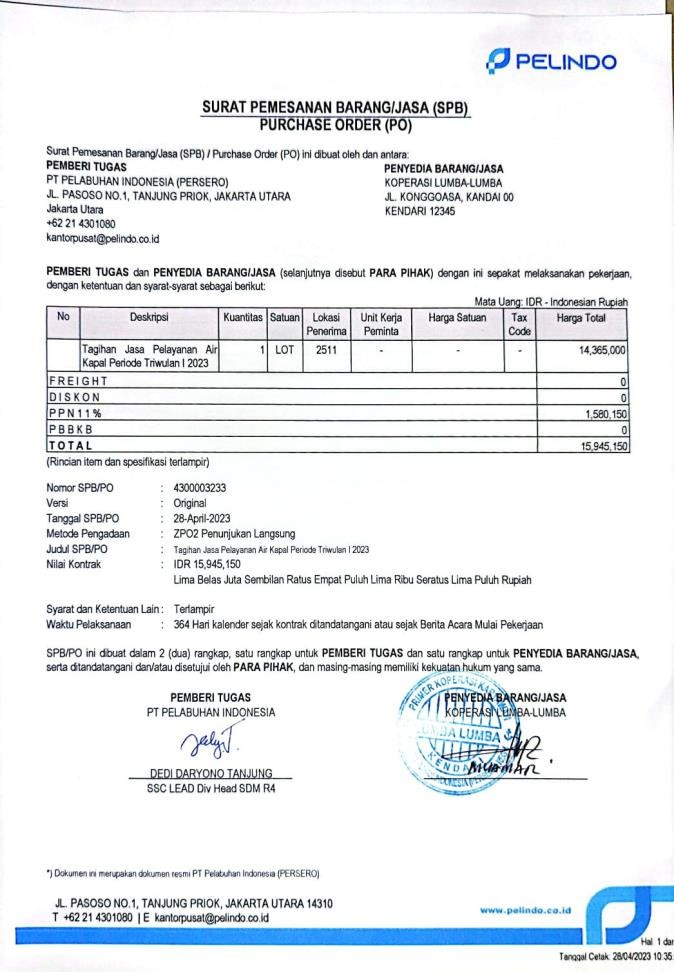 PELINDO
SURAT PEMESANAN BARANG/JASA (SPB)
PURCHASE ORDER (PO)
Surat Pemesanan Barang/Jasa (SPB) / Purchase Order (PO) ini dibuat oleh dan antara:
PEMBERI TUGAS
PT PELABUHAN INDONESIA (PERSERO)
JL. PASOSO NO.1, TANJUNG PRIOK, JAKARTA UTARA
Jakarta Utara
+62 21 4301080
kantorpusat@pelindo.co.id
PENYEDIA BARANG/JASA
KOPERASI LUMBA-LUMBA
JL. KONGGOASA, KANDAI 00
KENDARI 12345
PEMBERI TUGAS dan PENYEDIA BARANG/JASA (selanjutnya disebut PARA PIHAK) dengan ini sepakat melaksanakan pekerjaan,
dengan ketentuan dan syarat-syarat sebagai berikut:
Mata Uang: IDR - Indonesian Rupiah
No Deskripsi Kuantitas Satuan Lokasi Penerima Unit Kerja Peminta Harga Satuan Tax Code Harga Total
Tagihan Jasa Pelayanan Air Kapal Periode Triwulan I 2023 1 LOT 2511 - - - 14,365,000
FREIGHT 0
DISKON 0
PPN11% 1,580,150
PBBKB 0
TOTAL 15,945,150
(Rincian item dan spesifikasi terlampir)
Nomor SPB/PO : 4300003233
Versi : Original
Tanggal SPB/PO : 28-April-2023
Metode Pengadaan : ZPO2 Penunjukan Langsung
Judul SPB/PO : Tagihan Jasa Pelayanan Air Kapal Periode Triwulan I 2023
Nilai Kontrak : IDR 15,945,150
Lima Belas Juta Sembilan Ratus Empat Puluh Lima Ribu Seratus Lima Puluh Rupiah
Syarat dan Ketentuan Lain : Terlampir
Waktu Pelaksanaan : 364 Hari kalender sejak kontrak ditandatangani atau sejak Berita Acara Mulai Pekerjaan
SPB/PO ini dibuat dalam 2 (dua) rangkap, satu rangkap untuk PEMBERI TUGAS dan satu rangkap untuk PENYEDIA BARANG/JASA,
serta ditandatangani dan/atau disetujui oleh PARA PIHAK, dan masing-masing memiliki kekuatan hukum yang sama.
PEMBERI TUGAS
PT PELABUHAN INDONESIA
DEDI DARYONO TANJUNG
SSC LEAD Div Head SDM R4
PENYEDIA BARANG/JASA
KOPERASI LUMBA-LUMBA
PRIMER KOPERASI
LUMBA LUMBA
MUAMAR
*) Dokumen ini merupakan dokumen resmi PT Pelabuhan Indonesia (PERSERO)
JL. PASOSO NO.1, TANJUNG PRIOK, JAKARTA UTARA 14310
T +62 21 4301080 | E kantorpusat@pelindo.co.id
www.pelindo.co.id
Hal. 1 dar
Tanggal Cetak: 28/04/2023 10:35: